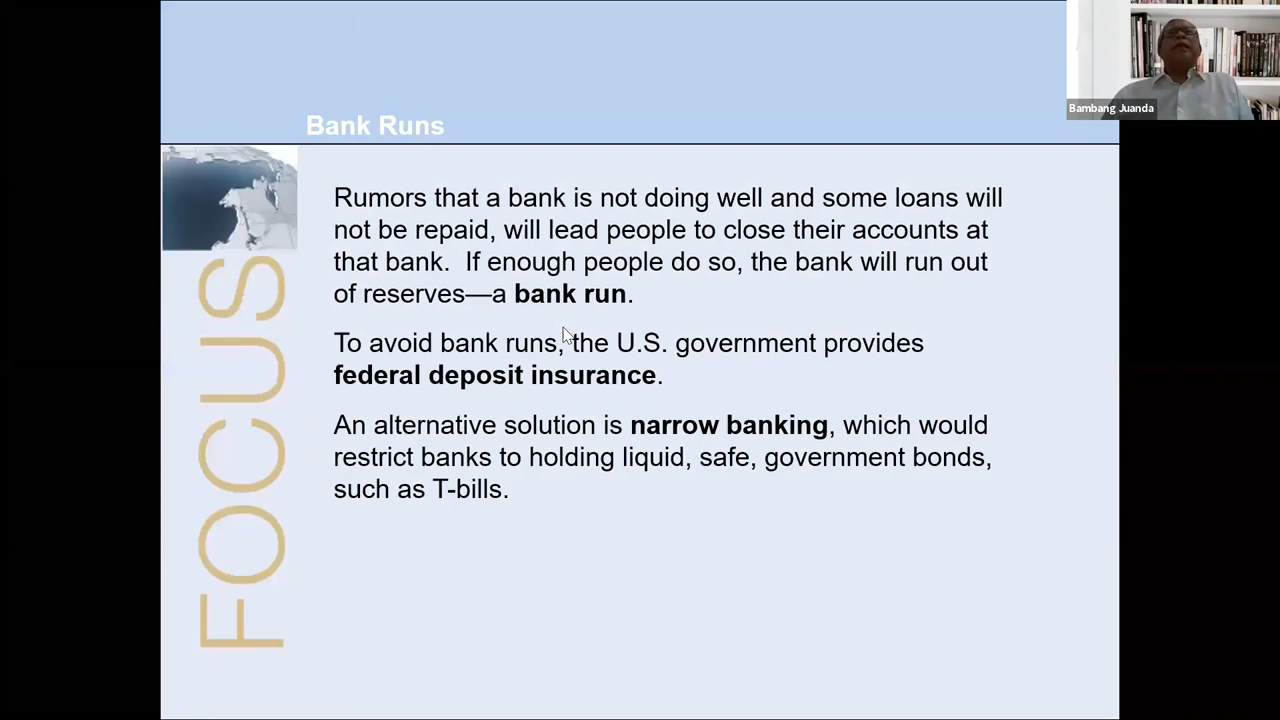 Bank Runs
Bambang Juanda
FOCUS
Rumors that a bank is not doing well and some loans will
not be repaid, will lead people to close their accounts at
that bank.  If enough people do so, the bank will run out
of reserves—a bank run.
To avoid bank runs, the U.S. government provides
federal deposit insurance.
An alternative solution is narrow banking, which would
restrict banks to holding liquid, safe, government bonds,
such as T-bills.